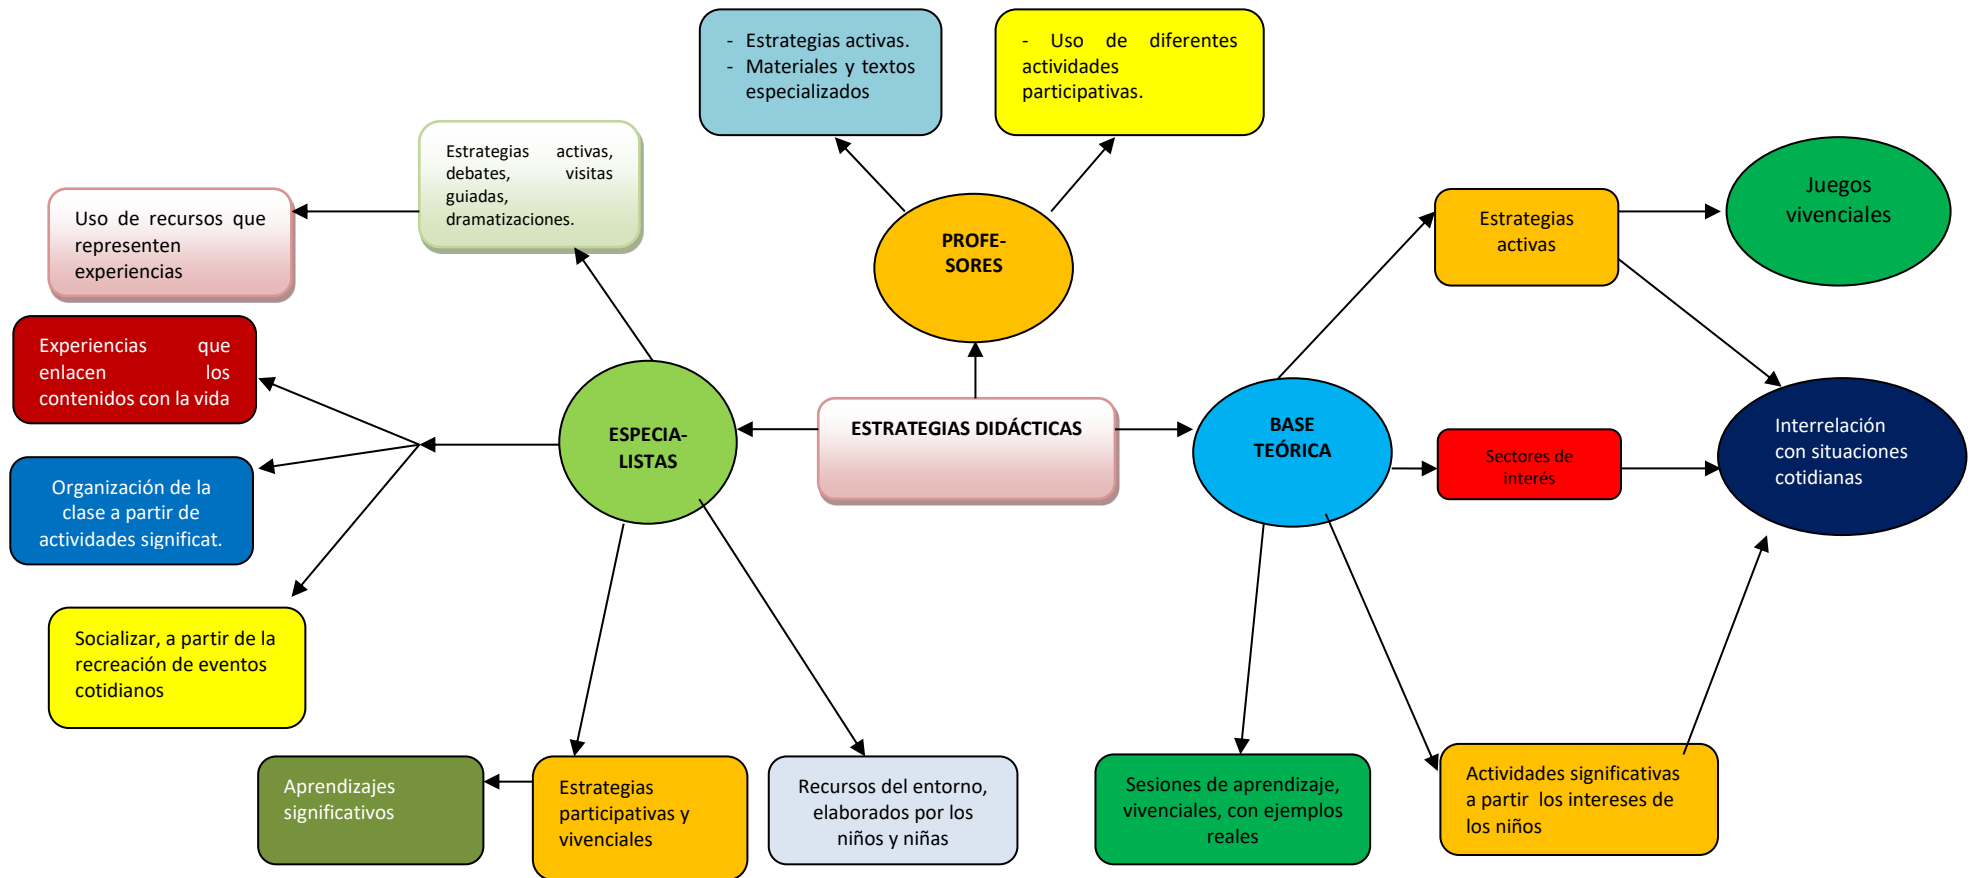 - Estrategias activas.
- Materiales y textos
especializados
- Uso de diferentes
actividades
participativas.
Estrategias activas,
debates, visitas
guiadas,
dramatizaciones.
Uso de recursos que
representen
experiencias
PROFE-
SORES
Estrategias
activas
Juegos
vivenciales
Experiencias que
enlacen los
contenidos con la vida
ESPECIA-
LISTAS
ESTRATEGIAS DIDÁCTICAS
BASE
TEÓRICA
Sectores de
interés
Interrelación
con situaciones
cotidianas
Organización de la
clase a partir de
actividades significat.
Socializar, a partir de la
recreación de eventos
cotidianos
Aprendizajes
significativos
Estrategias
participativas y
vivenciales
Recursos del entorno,
elaborados por los
niños y niñas
Sesiones de aprendizaje,
vivenciales, con ejemplos
reales
Actividades significativas
a partir los intereses de
los niños